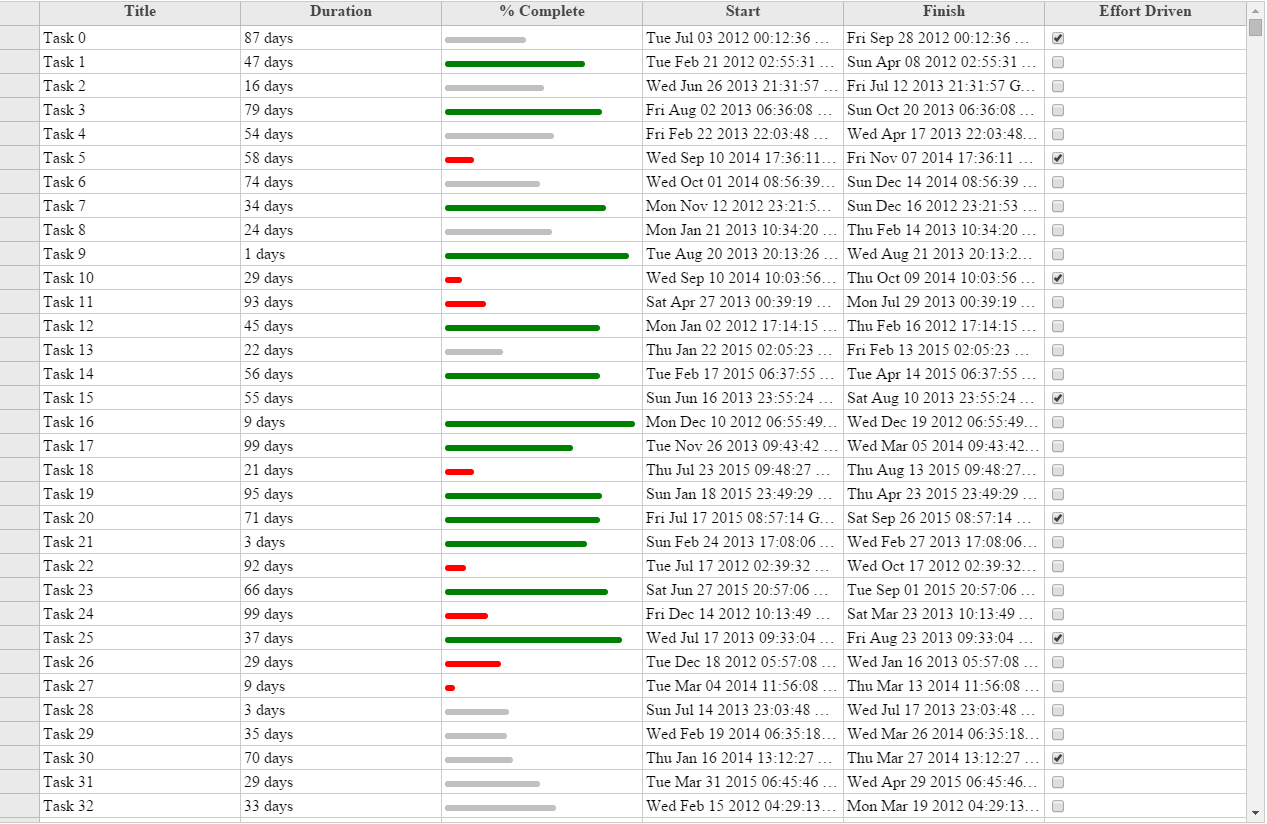 Title Duration % Complete Start Finish Effort Driven
Task 0 87 days Tue Jul 03 2012 00:12:36 ... Fri Sep 28 2012 00:12:36 ...
Task 1 47 days Tue Feb 21 2012 02:55:31 ... Sun Apr 08 2012 02:55:31 ...
Task 2 16 days Wed Jun 26 2013 21:31:57 ... Fri Jul 12 2013 21:31:57 G...
Task 3 79 days Fri Aug 02 2013 06:36:08 ... Sun Oct 20 2013 06:36:08 ...
Task 4 54 days Fri Feb 22 2013 22:03:48 ... Wed Apr 17 2013 22:03:48...
Task 5 58 days Wed Sep 10 2014 17:36:11... Fri Nov 07 2014 17:36:11 ...
Task 6 74 days Wed Oct 01 2014 08:56:39... Sun Dec 14 2014 08:56:39 ...
Task 7 34 days Mon Nov 12 2012 23:21:5... Sun Dec 16 2012 23:21:53 ...
Task 8 24 days Mon Jan 21 2013 10:34:20 ... Thu Feb 14 2013 10:34:20 ...
Task 9 1 days Tue Aug 20 2013 20:13:26 ... Wed Aug 21 2013 20:13:2...
Task 10 29 days Wed Sep 10 2014 10:03:56... Thu Oct 09 2014 10:03:56 ...
Task 11 93 days Sat Apr 27 2013 00:39:19 ... Mon Jul 29 2013 00:39:19 ...
Task 12 45 days Mon Jan 02 2012 17:14:15 ... Thu Feb 16 2012 17:14:15 ...
Task 13 22 days Thu Jan 22 2015 02:05:23 ... Fri Feb 13 2015 02:05:23 ...
Task 14 56 days Tue Feb 17 2015 06:37:55 ... Tue Apr 14 2015 06:37:55 ...
Task 15 55 days Sun Jun 16 2013 23:55:24 ... Sat Aug 10 2013 23:55:24 ...
Task 16 9 days Mon Dec 10 2012 06:55:49... Wed Dec 19 2012 06:55:49...
Task 17 99 days Tue Nov 26 2013 09:43:42 ... Wed Mar 05 2014 09:43:42...
Task 18 21 days Thu Jul 23 2015 09:48:27 ... Thu Aug 13 2015 09:48:27...
Task 19 95 days Sun Jan 18 2015 23:49:29 ... Thu Apr 23 2015 23:49:29 ...
Task 20 71 days Fri Jul 17 2015 08:57:14 G... Sat Sep 26 2015 08:57:14 ...
Task 21 3 days Sun Feb 24 2013 17:08:06 ... Wed Feb 27 2013 17:08:06...
Task 22 92 days Tue Jul 17 2012 02:39:32 ... Wed Oct 17 2012 02:39:32...
Task 23 66 days Sat Jun 27 2015 20:57:06 ... Tue Sep 01 2015 20:57:06 ...
Task 24 99 days Fri Dec 14 2012 10:13:49 ... Sat Mar 23 2013 10:13:49 ...
Task 25 37 days Wed Jul 17 2013 09:33:04 ... Fri Aug 23 2013 09:33:04 ...
Task 26 29 days Tue Dec 18 2012 05:57:08 ... Wed Jan 16 2013 05:57:08 ...
Task 27 9 days Tue Mar 04 2014 11:56:08 ... Thu Mar 13 2014 11:56:08 ...
Task 28 3 days Sun Jul 14 2013 23:03:48 ... Wed Jul 17 2013 23:03:48 ...
Task 29 35 days Wed Feb 19 2014 06:35:18... Wed Mar 26 2014 06:35:18...
Task 30 70 days Thu Jan 16 2014 13:12:27 ... Thu Mar 27 2014 13:12:27 ...
Task 31 29 days Tue Mar 31 2015 06:45:46 ... Wed Apr 29 2015 06:45:46...
Task 32 33 days Wed Feb 15 2012 04:29:13... Mon Mar 19 2012 04:29:13...